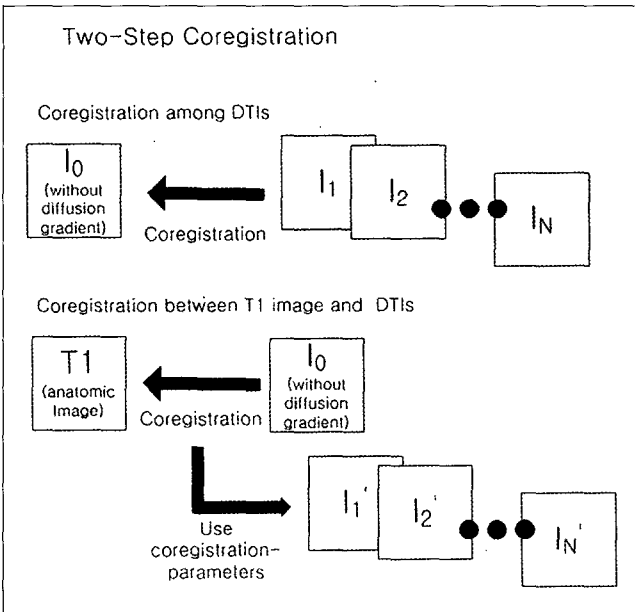 Two-Step Coregistration
Coregistration among DTIs
I0
(without
diffusion
gradient)
Coregistration
I1
I2
IN
Coregistration between T1 image and DTIs
T1
(anatomic
Image)
Coregistration
I0
(without
diffusion
gradient)
Use
coregistration-
parameters
I1'
I2'
IN'